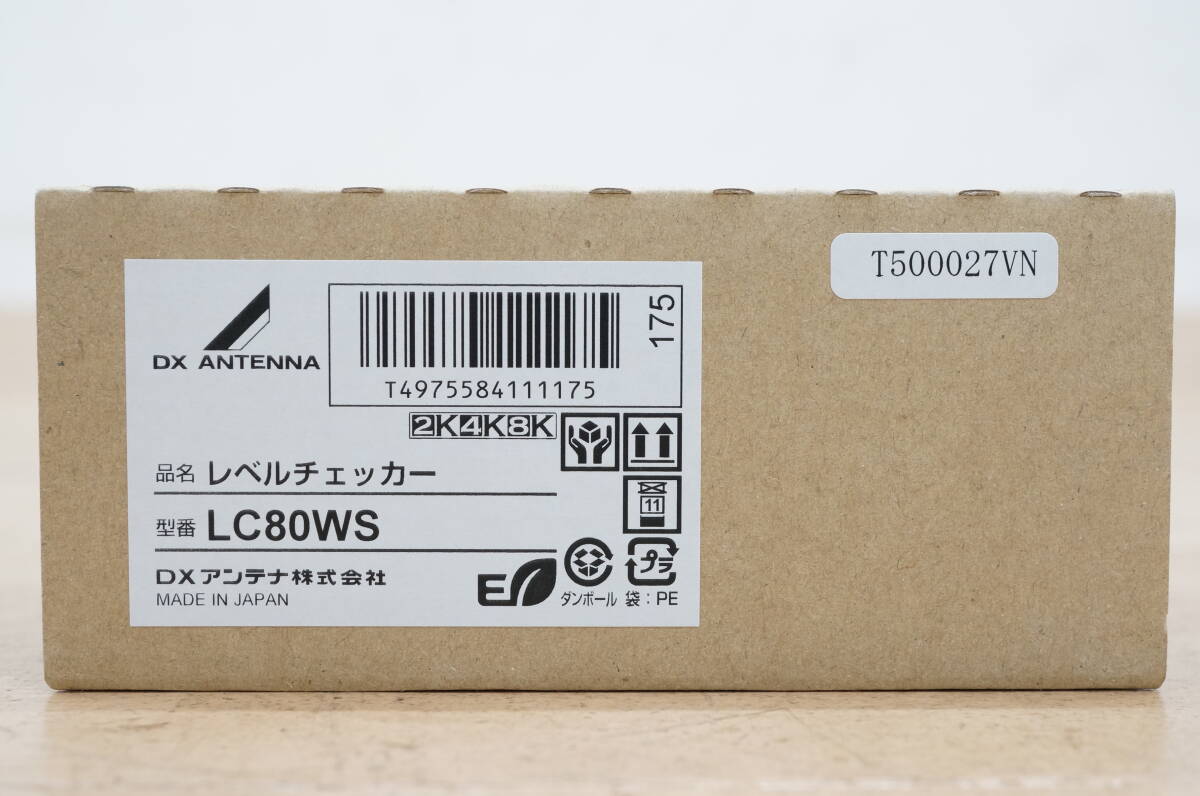 T500027VN
DX ANTENNA
T4975584111175
175
2K4K8K
品名 レベルチェッカー
11
型番 LC80WS
DXアンテナ株式会社
MADE IN JAPAN
E
ダンボール
プラ
袋：PE